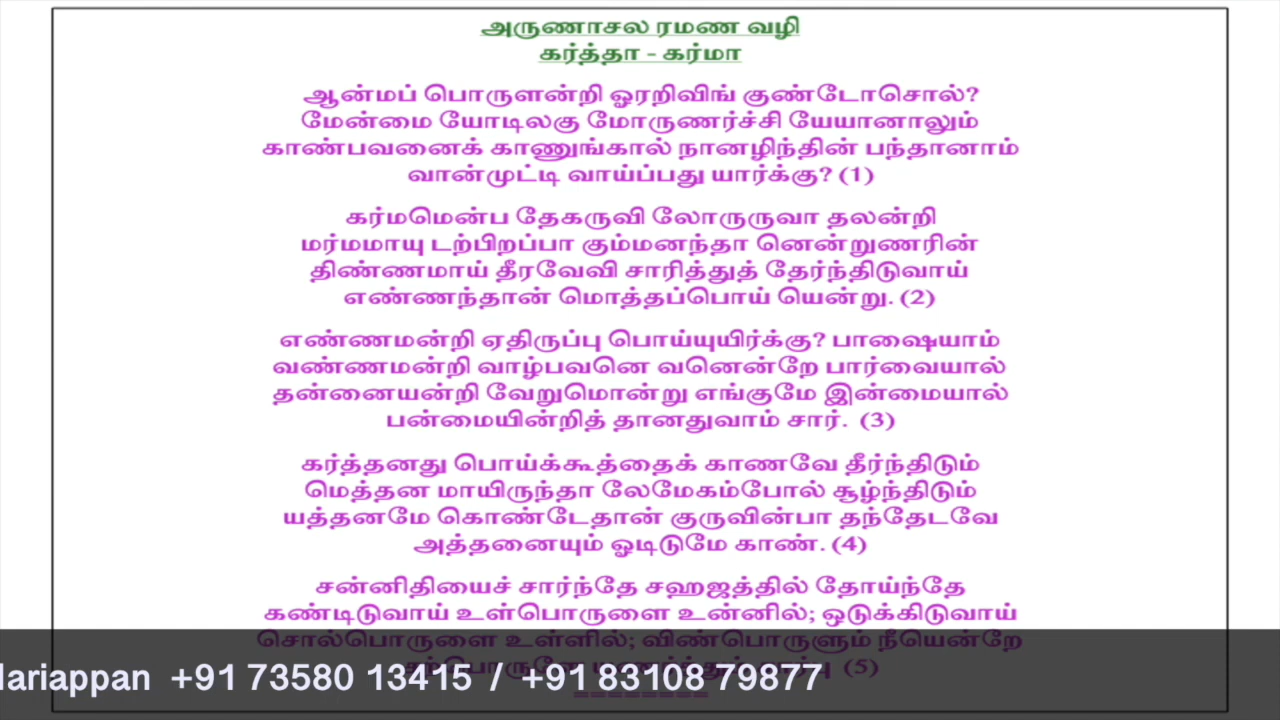 அருணாசல ரமண வழி
கர்த்தா - கர்மா
ஆன்மப் பொருளன்றி ஓரறிவிங் குண்டோசொல்?
மேன்மை யோடிலகு மோருணர்ச்சி யேயானாலும்
காண்பவனைக் காணுங்கால் நானழிந்தின் பந்தானாம்
வான்முட்டி வாய்ப்பது யார்க்கு? (1)
கர்மமென்ப தேகருவி லோருருவா தலன்றி
மர்மமாயு டற்பிறப்பா கும்மனந்தா னென்றுணரின்
திண்ணமாய் தீரவேவி சாரித்துத் தேர்ந்திடுவாய்
எண்ணந்தான் மொத்தப்பொய் யென்று. (2)
எண்ணமன்றி ஏதிருப்பு பொய்யுயிர்க்கு? பாஷையாம்
வண்ணமன்றி வாழ்பவனெ வனென்றே பார்வையால்
தன்னையன்றி வேறுமொன்று எங்குமே இன்மையால்
பன்மையின்றித் தானதுவாம் சார். (3)
கர்த்தனது பொய்க்கூத்தைக் காணவே தீர்ந்திடும்
மெத்தன மாயிருந்தா லேமேகம்போல் சூழ்ந்திடும்
யத்தனமே கொண்டேதான் குருவின்பா தந்தேடவே
அத்தனையும் ஓடிடுமே காண். (4)
சன்னிதியைச் சார்ந்தே சஹஜத்தில் தோய்ந்தே
கண்டிடுவாய் உள்பொருளை உன்னில்; ஒடுக்கிடுவாய்
சொல்பொருளை உள்ளில்; விண்பொருளும் நீயென்றே
(5)
ariappan +91 73580 13415 / +91 83108 79877